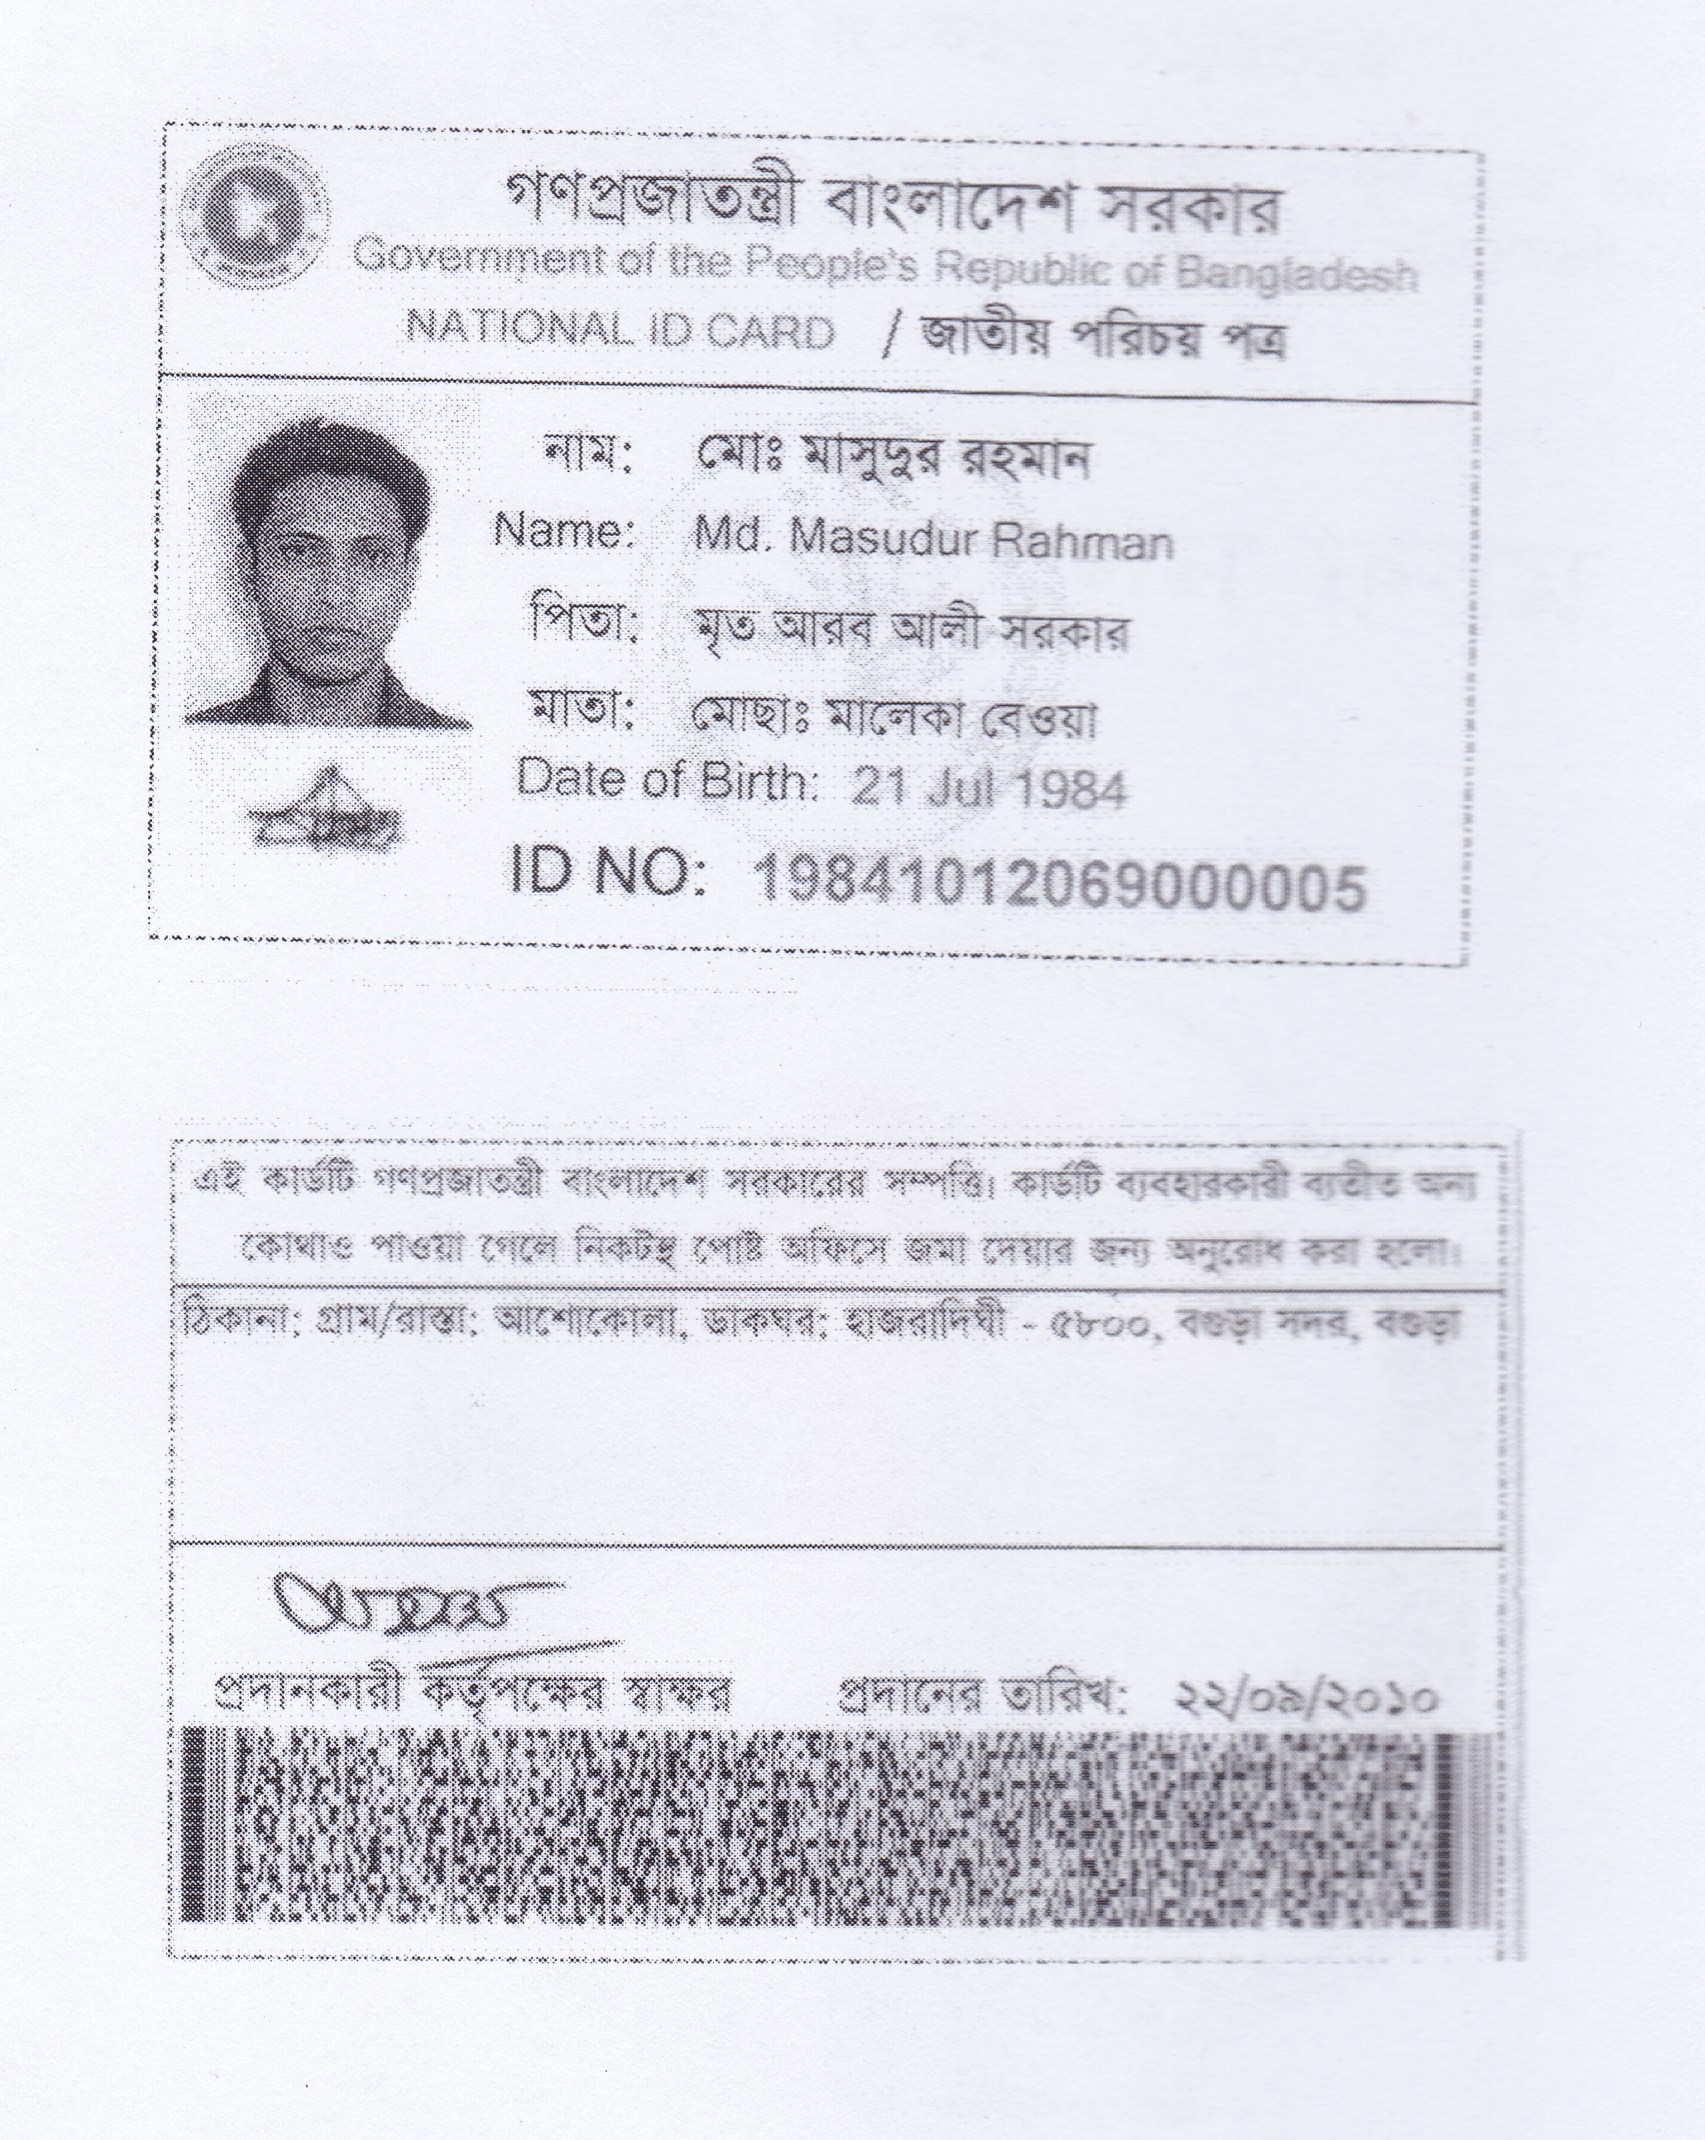 গণপ্রজাতন্ত্রী বাংলাদেশ সরকার
Government of the People's Republic of Bangladesh
NATIONAL ID CARD / জাতীয় পরিচয় পত্র
নাম: মোঃ মাসুদুর রহমান
Name: Md. Masudur Rahman
পিতা: মৃত আরব আলী সরকার
মাতা: মোছাঃ মালেকা বেওয়া
Date of Birth: 21 Jul 1984
ID NO: 19841012069000005
এই কার্ডটি গণপ্রজাতন্ত্রী বাংলাদেশ সরকারের সম্পত্তি। কার্ডটি ব্যবহারকারী ব্যতীত অন্য
কোথাও পাওয়া গেলে নিকটস্থ পোষ্ট অফিসে জমা দেয়ার জন্য অনুরোধ করা হলো।
ঠিকানা: গ্রাম/রাস্তা: আশোকোলা, ডাকঘর: হাজরাদিঘী - ৫৮০০, বগুড়া সদর, বগুড়া
প্রদানকারী কর্তৃপক্ষের স্বাক্ষর প্রদানের তারিখ: ২২/০৯/২০১০